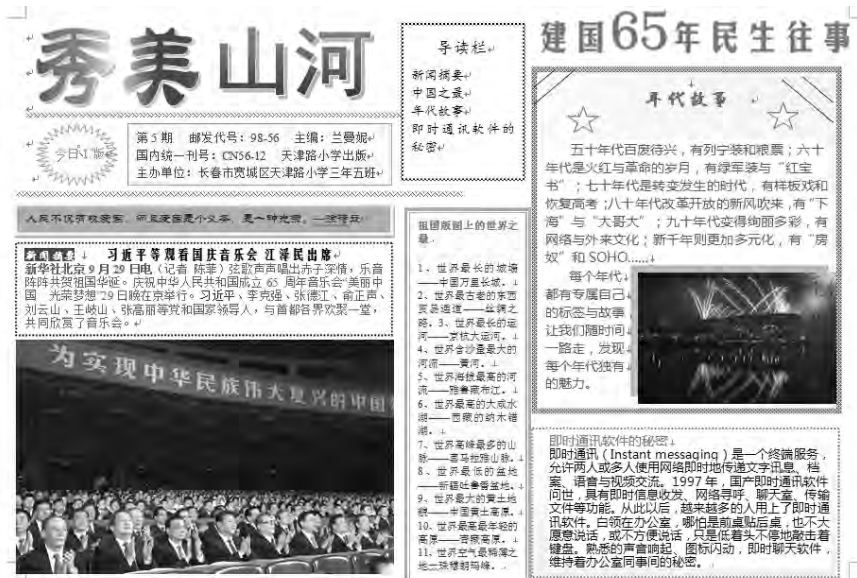 秀美山河
今日1版
第5期 邮发代号:98-56 主编:兰曼妮
国内统一刊号:CN56-12 天津路小学出版
主办单位:长春市宽城区天津路小学三年五班
导读栏
新闻摘要
中国之最
年代故事
即时通讯软件的
秘密
建国65年民生往事
人民不仅有权爱国,而且爱国是个义务,是一种光荣。—徐特立
新闻摘要 习近平等观看国庆音乐会 江泽民出席
新华社北京9月29日电(记者 陈菲)弦歌声声唱出赤子深情,乐音
阵阵共贺祖国华诞。庆祝中华人民共和国成立 65 周年音乐会“美丽中
国 光荣梦想”29日晚在京举行。习近平、李克强、张德江、俞正声、
刘云山、王岐山、张高丽等党和国家领导人,与首都各界欢聚一堂,
共同欣赏了音乐会。
为实现中华民族伟大复兴的中国
祖国版图上的世界之
最
1、世界最长的城墙
——中国万里长城。
2、世界最古老的东西
贸易通道——丝绸之
路。3、世界最长的运
河——京杭大运河。
4、世界含沙量最大的
河流——黄河。
5、世界海拔最高的河
流——雅鲁藏布江。
6、世界最高的大咸水
湖——西藏的纳木错
湖。
7、世界高峰最多的山
脉——喜马拉雅山脉。
8、世界最低的盆地
——新疆吐鲁番盆地。
9、世界最大的黄土地
貌——中国黄土高原。
10、世界最高最年轻的
高原——青藏高原。
11、世界空气最稀薄之
地—珠穆朗玛峰。
年代故事
五十年代百废待兴,有列宁装和粮票;六十
年代是火红与革命的岁月,有绿军装与“红宝
书”;七十年代是转变发生的时代,有样板戏和
恢复高考;八十年代改革开放的新风吹来,有“下
海”与“大哥大”;九十年代变得绚丽多彩,有
网络与外来文化;新千年则更加多元化,有“房
奴”和 SOHO……
每个年代
都有专属自己
的标签与故事,
让我们随时间
一路走,发现
每个年代独有
的魅力。
即时通讯软件的秘密
即时通讯(Instant messaging)是一个终端服务,
允许两人或多人使用网络即时地传递文字讯息、档
案、语音与视频交流。1997年,国产即时通讯软件
问世,具有即时信息收发、网络寻呼、聊天室、传输
文件等功能。从此以后,越来越多的人用上了即时通
讯软件。白领在办公室,哪怕是前桌贴后桌,也不大
愿意说话,或不方便说话,只是低着头不停地敲击着
键盘。熟悉的声音响起、图标闪动,即时聊天软件,
维持着办公室同事间的秘密。